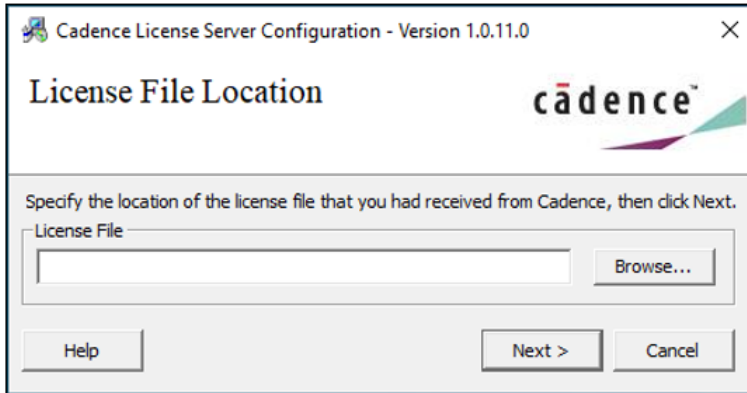 Cadence License Server Configuration - Version 1.0.11.0
License File Location
cādence™
Specify the location of the license file that you had received from Cadence, then click Next.
License File
Browse...
Help
Next >
Cancel